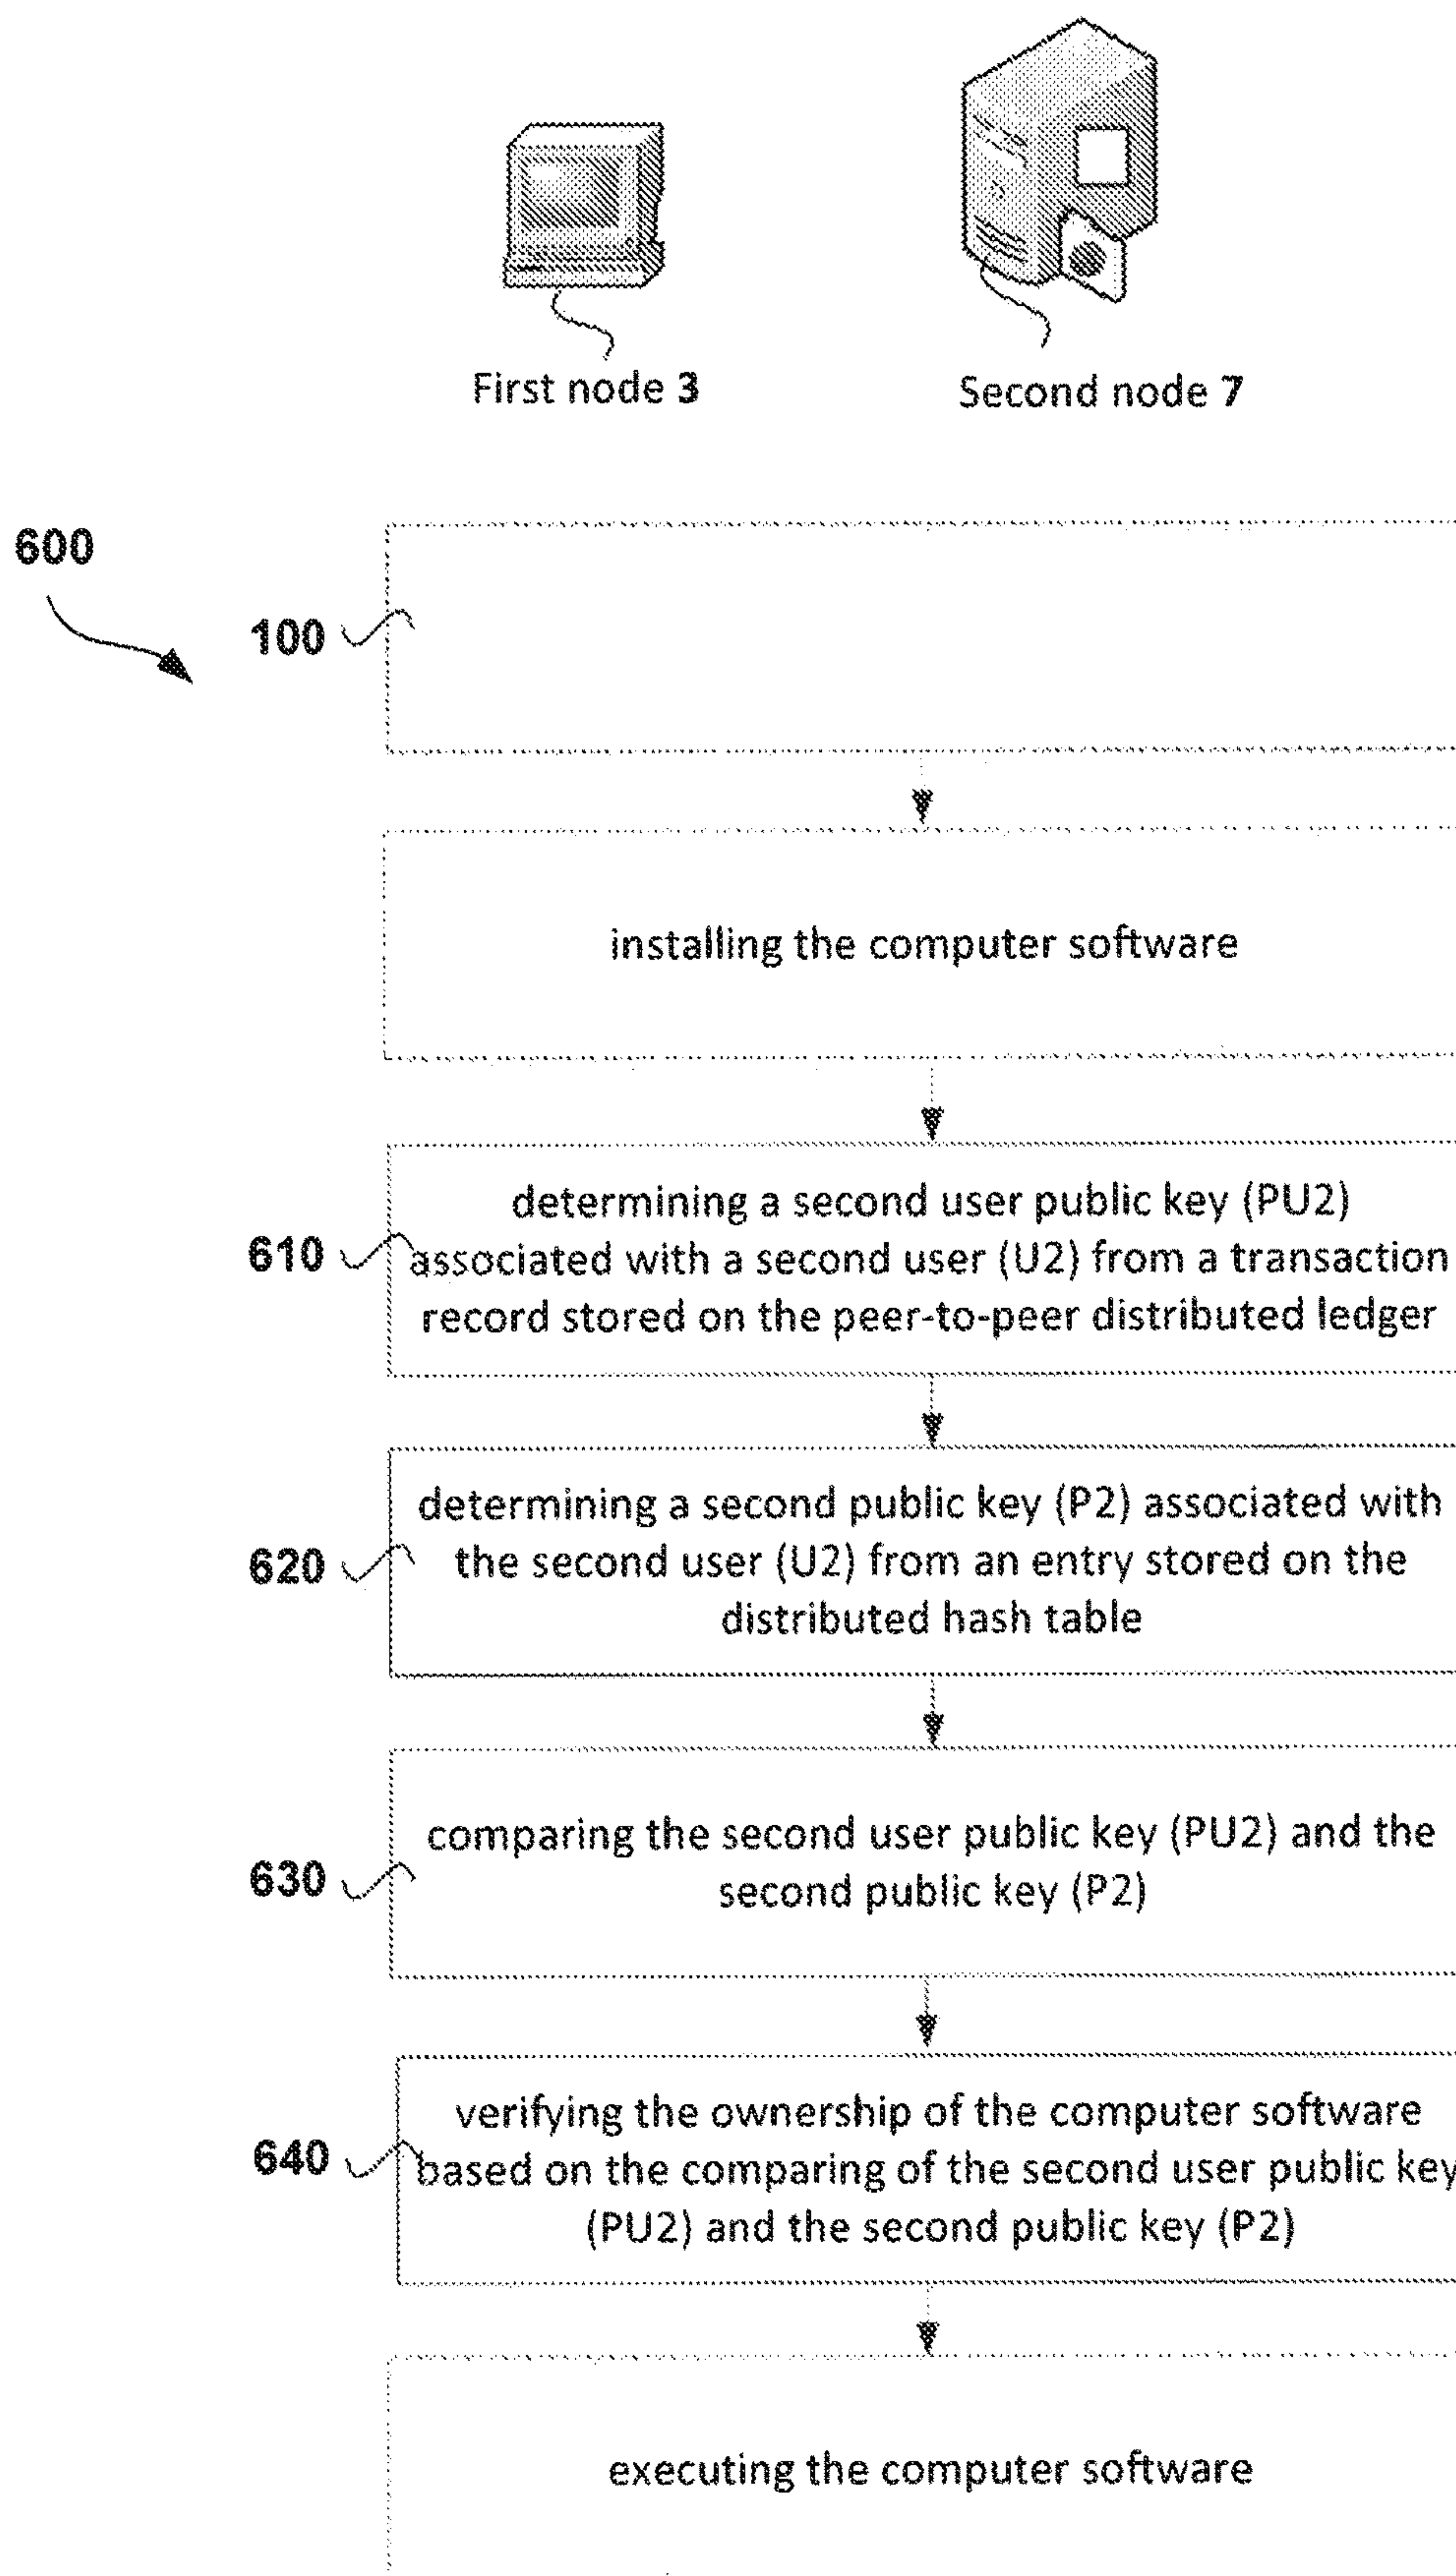 First node 3
Second node 7
600
100
installing the computer software
610
determining a second user public key (PU2)
associated with a second user (U2) from a transaction
record stored on the peer-to-peer distributed ledger
620
determining a second public key (P2) associated with
the second user (U2) from an entry stored on the
distributed hash table
630
comparing the second user public key (PU2) and the
second public key (P2)
640
verifying the ownership of the computer software
based on the comparing of the second user public key
(PU2) and the second public key (P2)
executing the computer software